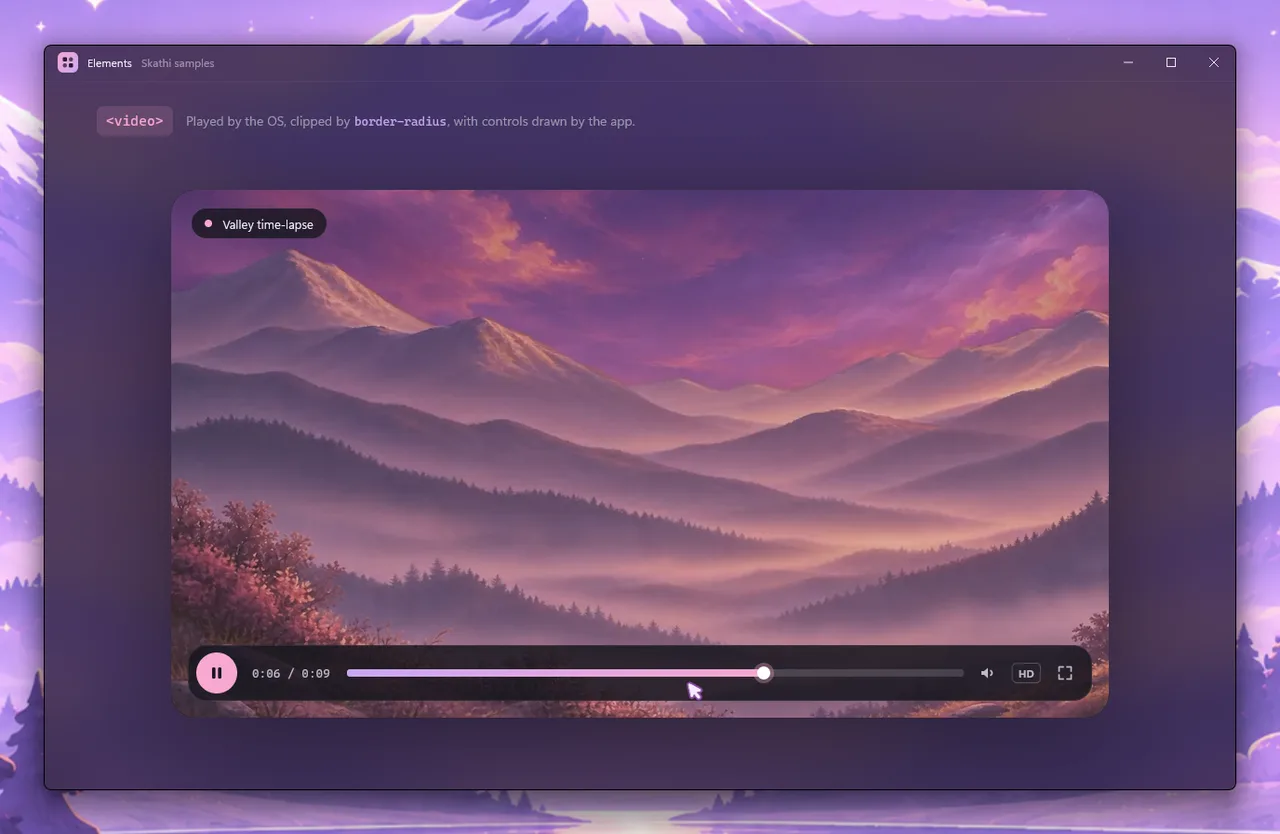 Elements Skathi samples
<video> Played by the OS, clipped by border-radius, with controls drawn by the app.
Valley time-lapse
0:06 / 0:09 HD